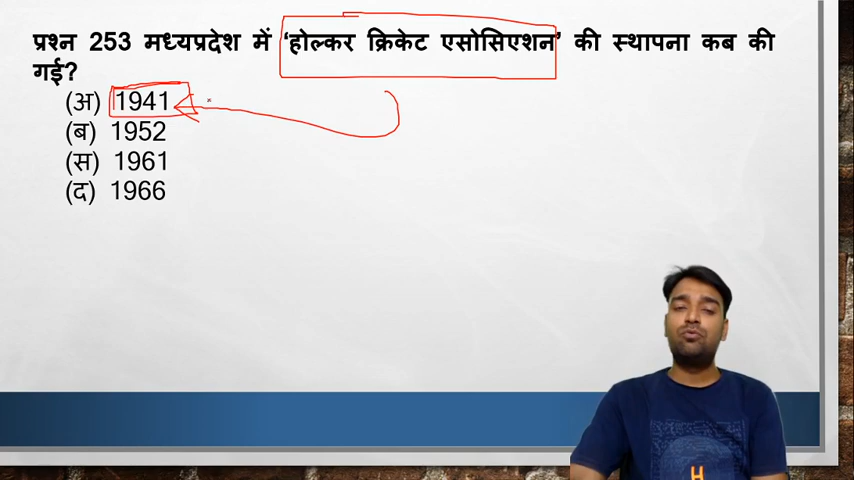 प्रश्न 253 मध्यप्रदेश में ‘होल्कर क्रिकेट एसोसिएशन’ की स्थापना कब की
गई?
(अ) 1941
(ब) 1952
(स) 1961
(द) 1966
H